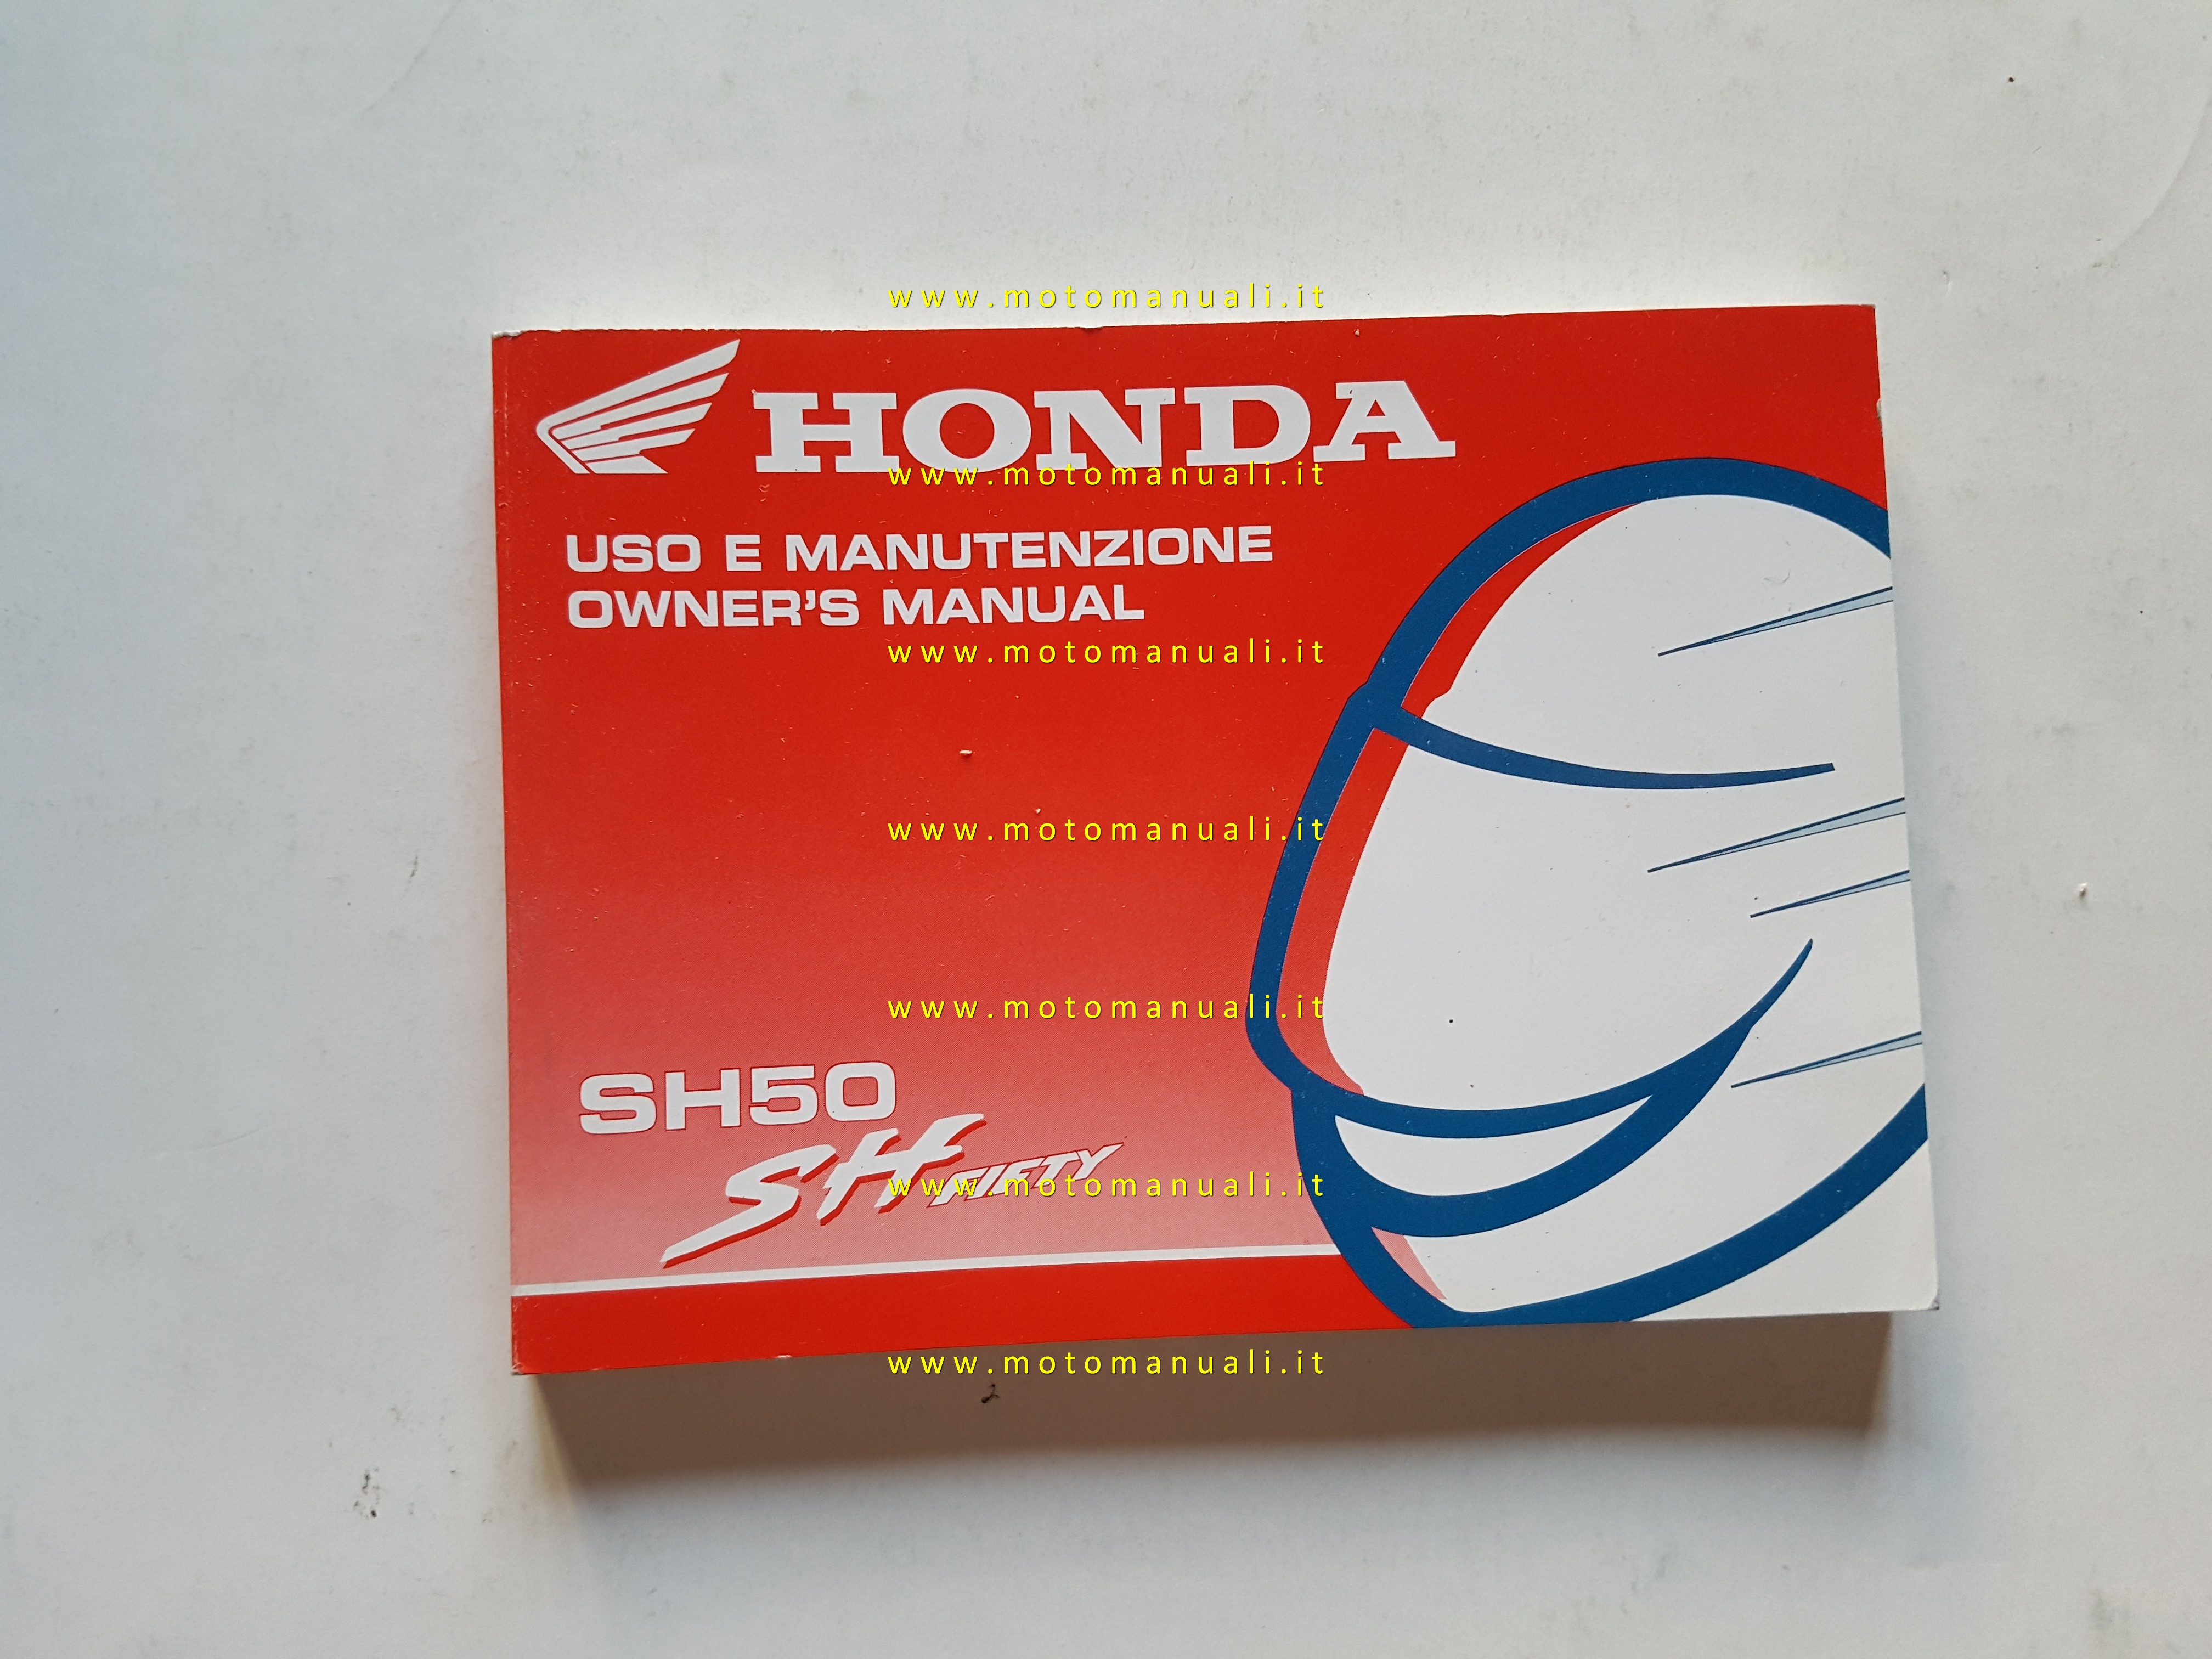 www.motomanuali.it
HONDA
www.motomanuali.it
USO E MANUTENZIONE
OWNER'S MANUAL
www.motomanuali.it
www.motomanuali.it
www.motomanuali.it
SH50
SH FIFTY
www.motomanuali.it
www.motomanuali.it